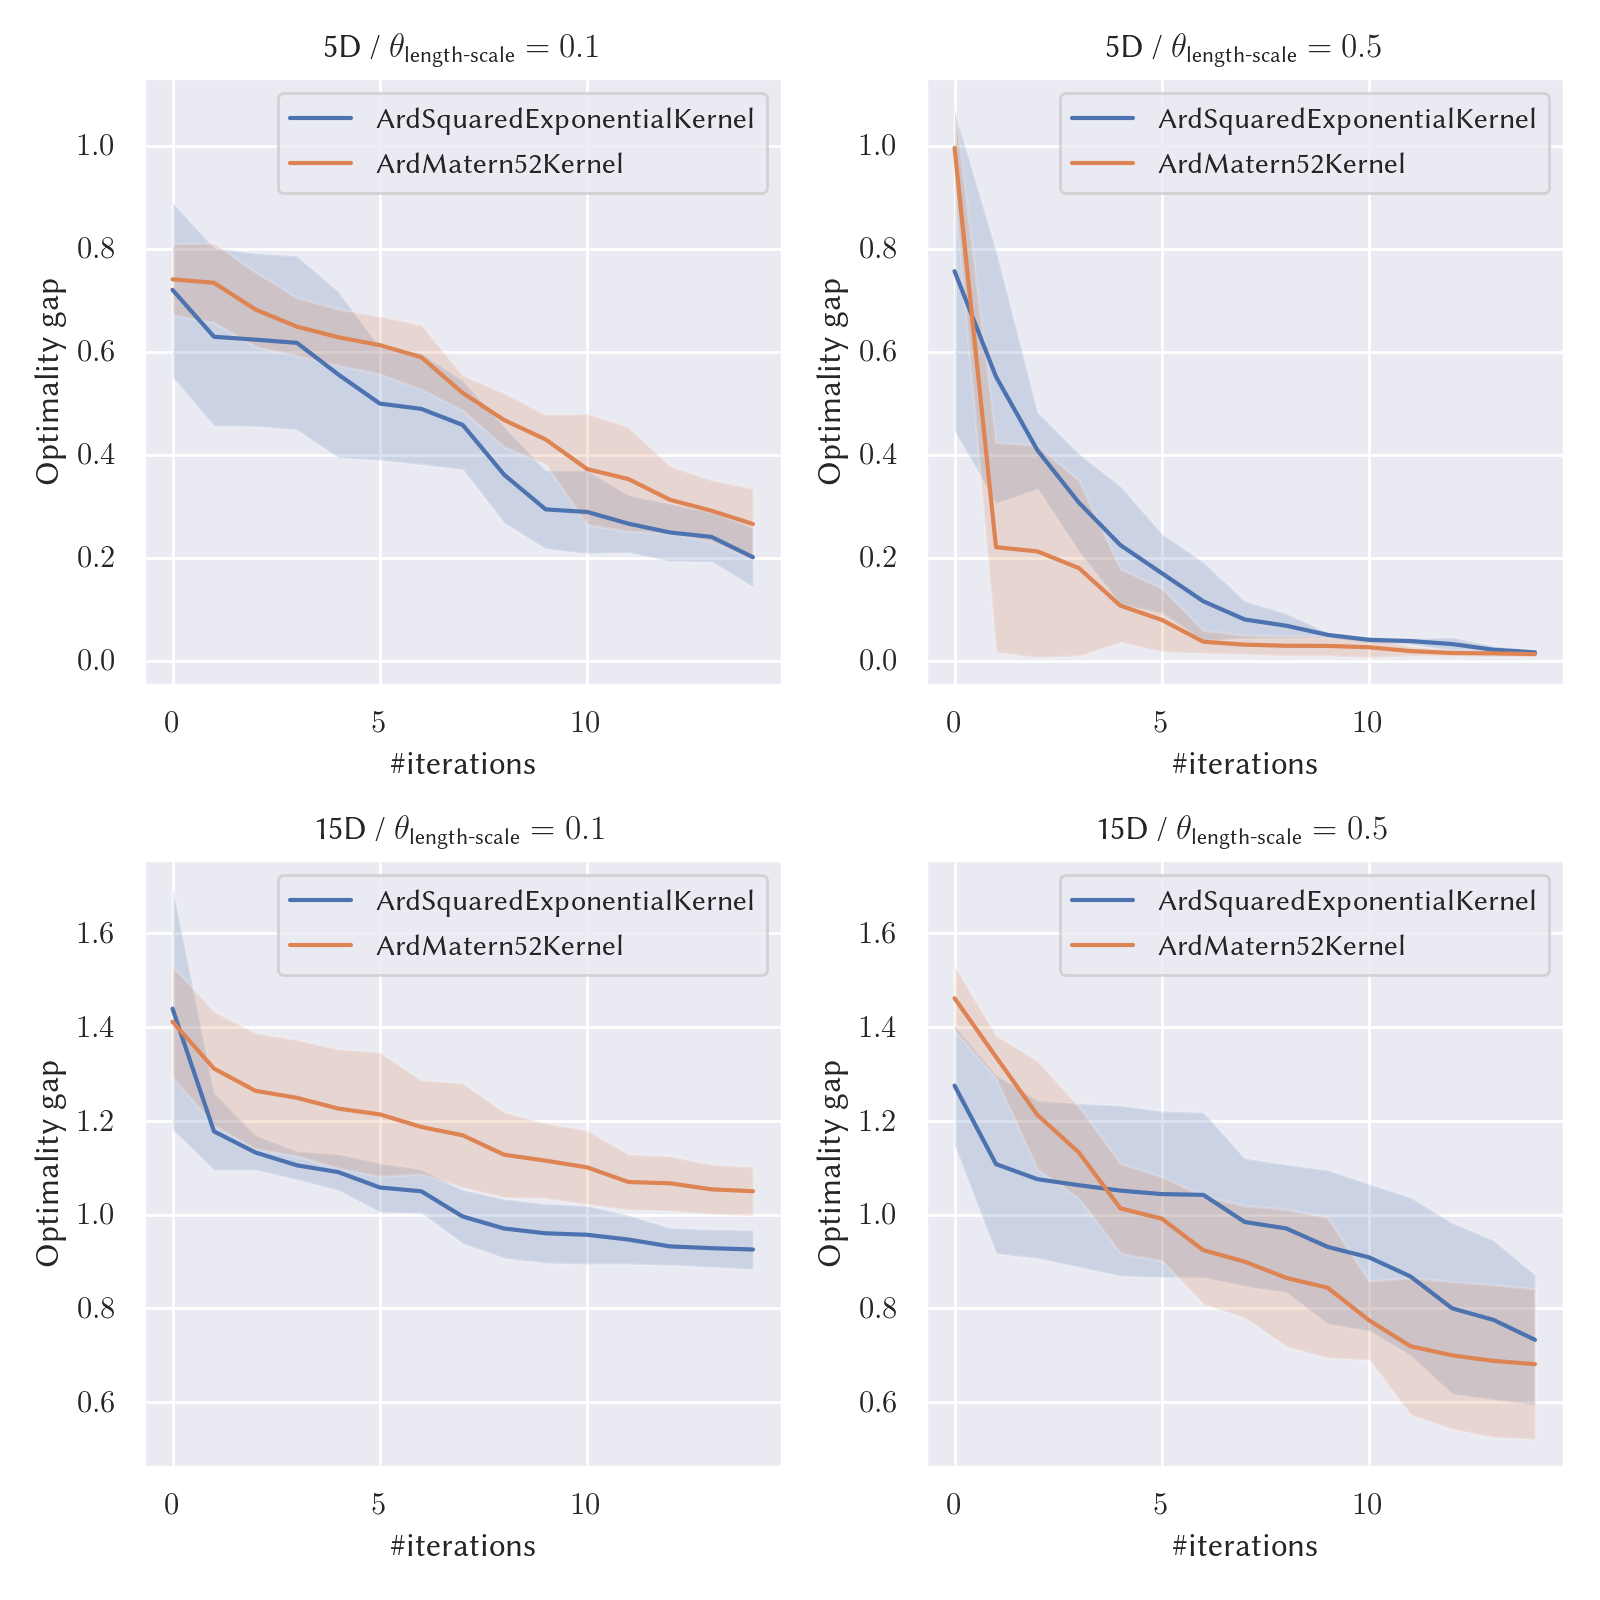 5D / θlength-scale = 0.1
ArdSquaredExponentialKernel
ArdMatern52Kernel
Optimality gap
1.0
0.8
0.6
0.4
0.2
0.0
0 5 10
#iterations
5D / θlength-scale = 0.5
ArdSquaredExponentialKernel
ArdMatern52Kernel
Optimality gap
1.0
0.8
0.6
0.4
0.2
0.0
0 5 10
#iterations
15D / θlength-scale = 0.1
ArdSquaredExponentialKernel
ArdMatern52Kernel
Optimality gap
1.6
1.4
1.2
1.0
0.8
0.6
0 5 10
#iterations
15D / θlength-scale = 0.5
ArdSquaredExponentialKernel
ArdMatern52Kernel
Optimality gap
1.6
1.4
1.2
1.0
0.8
0.6
0 5 10
#iterations